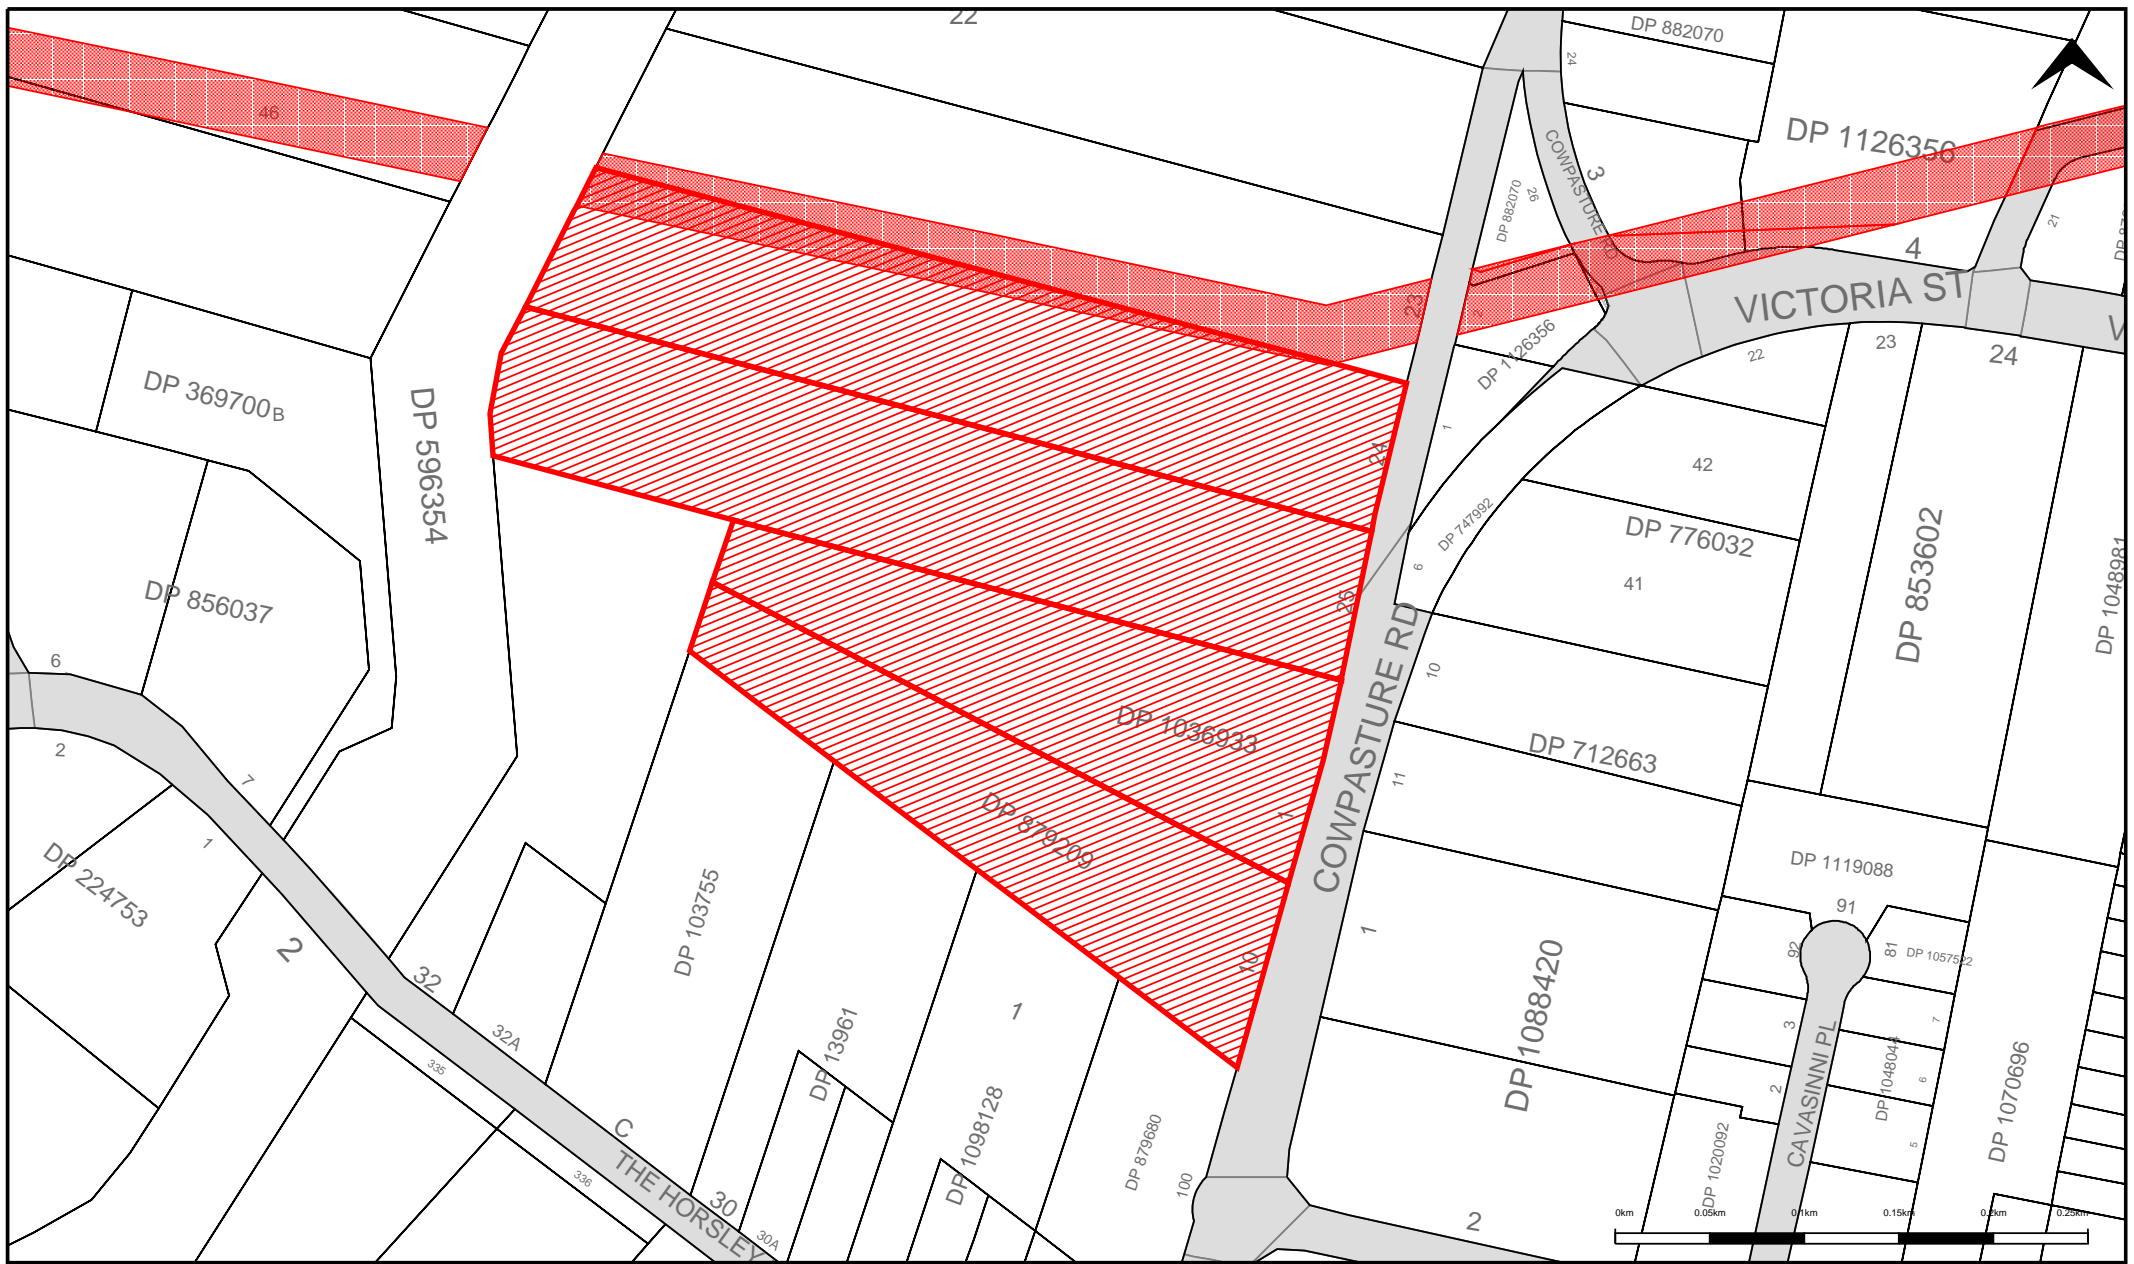 22
DP 882070
24
46
DP 1126356
COWPASTURE RD
3
DP 882070
26
21
4
VICTORIA ST
23
2
DP 1126356
22
23
24
DP 369700
B
DP 596354
1
24
42
DP 747992
DP 776032
6
41
DP 853602
DP 1048981
DP 856037
25
COWPASTURE RD
10
6
DP 1036933
DP 712663
2
7
11
1
DP 879209
1
DP 224753
DP 1119088
91
2
DP 103755
10
1
92
81
DP 1057522
32
DP 1088420
32A
1
3
7
335
DP 13961
CAVASINNI PL
DP 1048044
6
2
DP 1070696
C
DP 1098128
DP 879680
5
THE HORSLEY
336
30
30A
100
DP 1020092
2
0km 0.05km 0.1km 0.15km 0.2km 0.25km